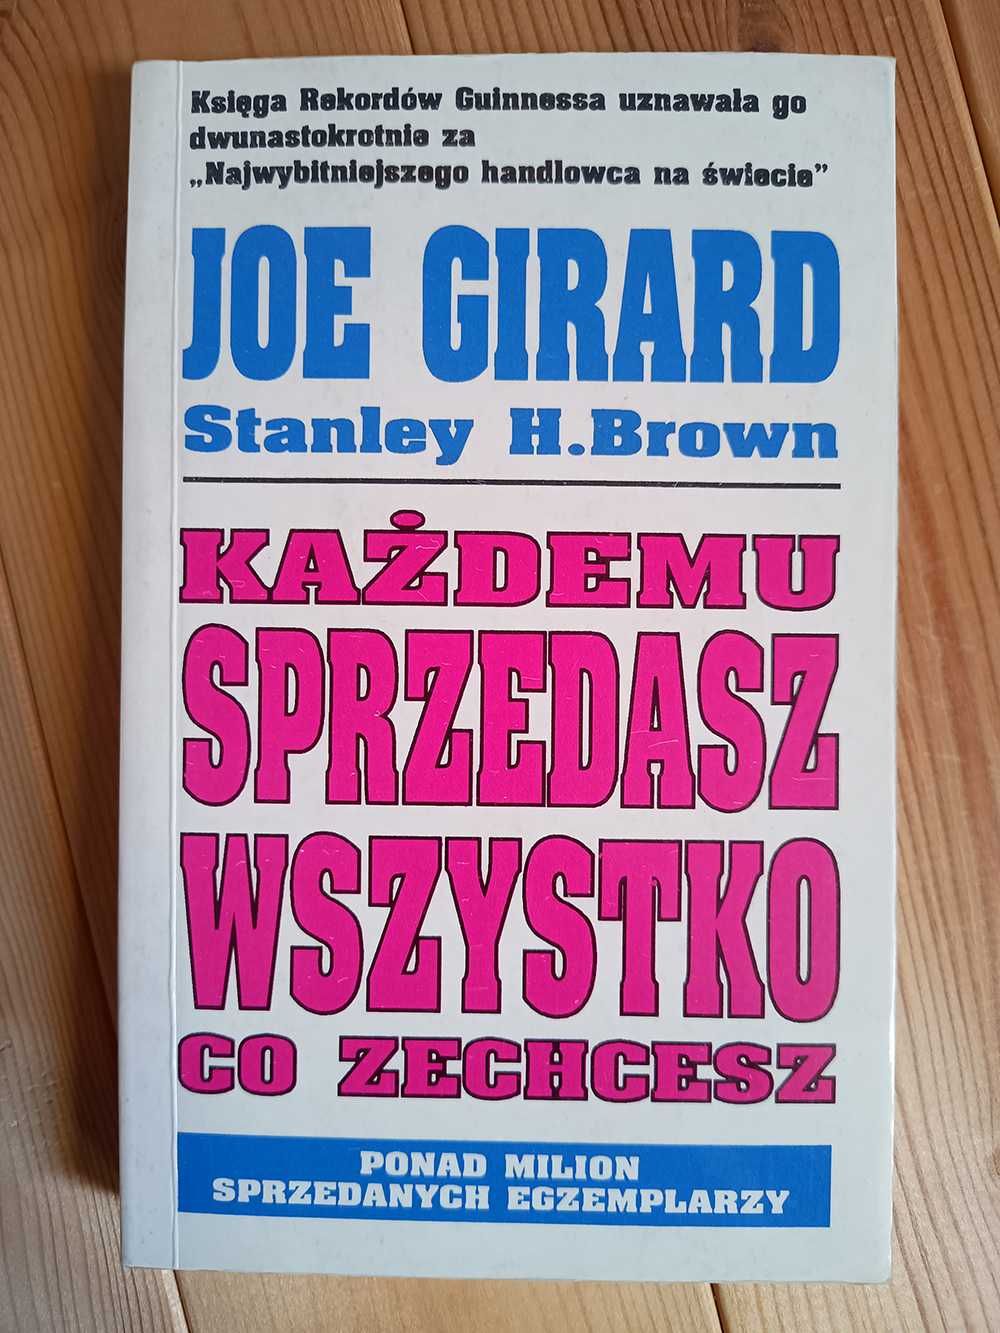 Księga Rekordów Guinnessa uznawała go
dwunastokrotnie za
„Najwybitniejszego handlowca na świecie”
JOE GIRARD
Stanley H.Brown
KAŻDEMU
SPRZEDASZ
WSZYSTKO
CO ZECHCESZ
PONAD MILION
SPRZEDANYCH EGZEMPLARZY